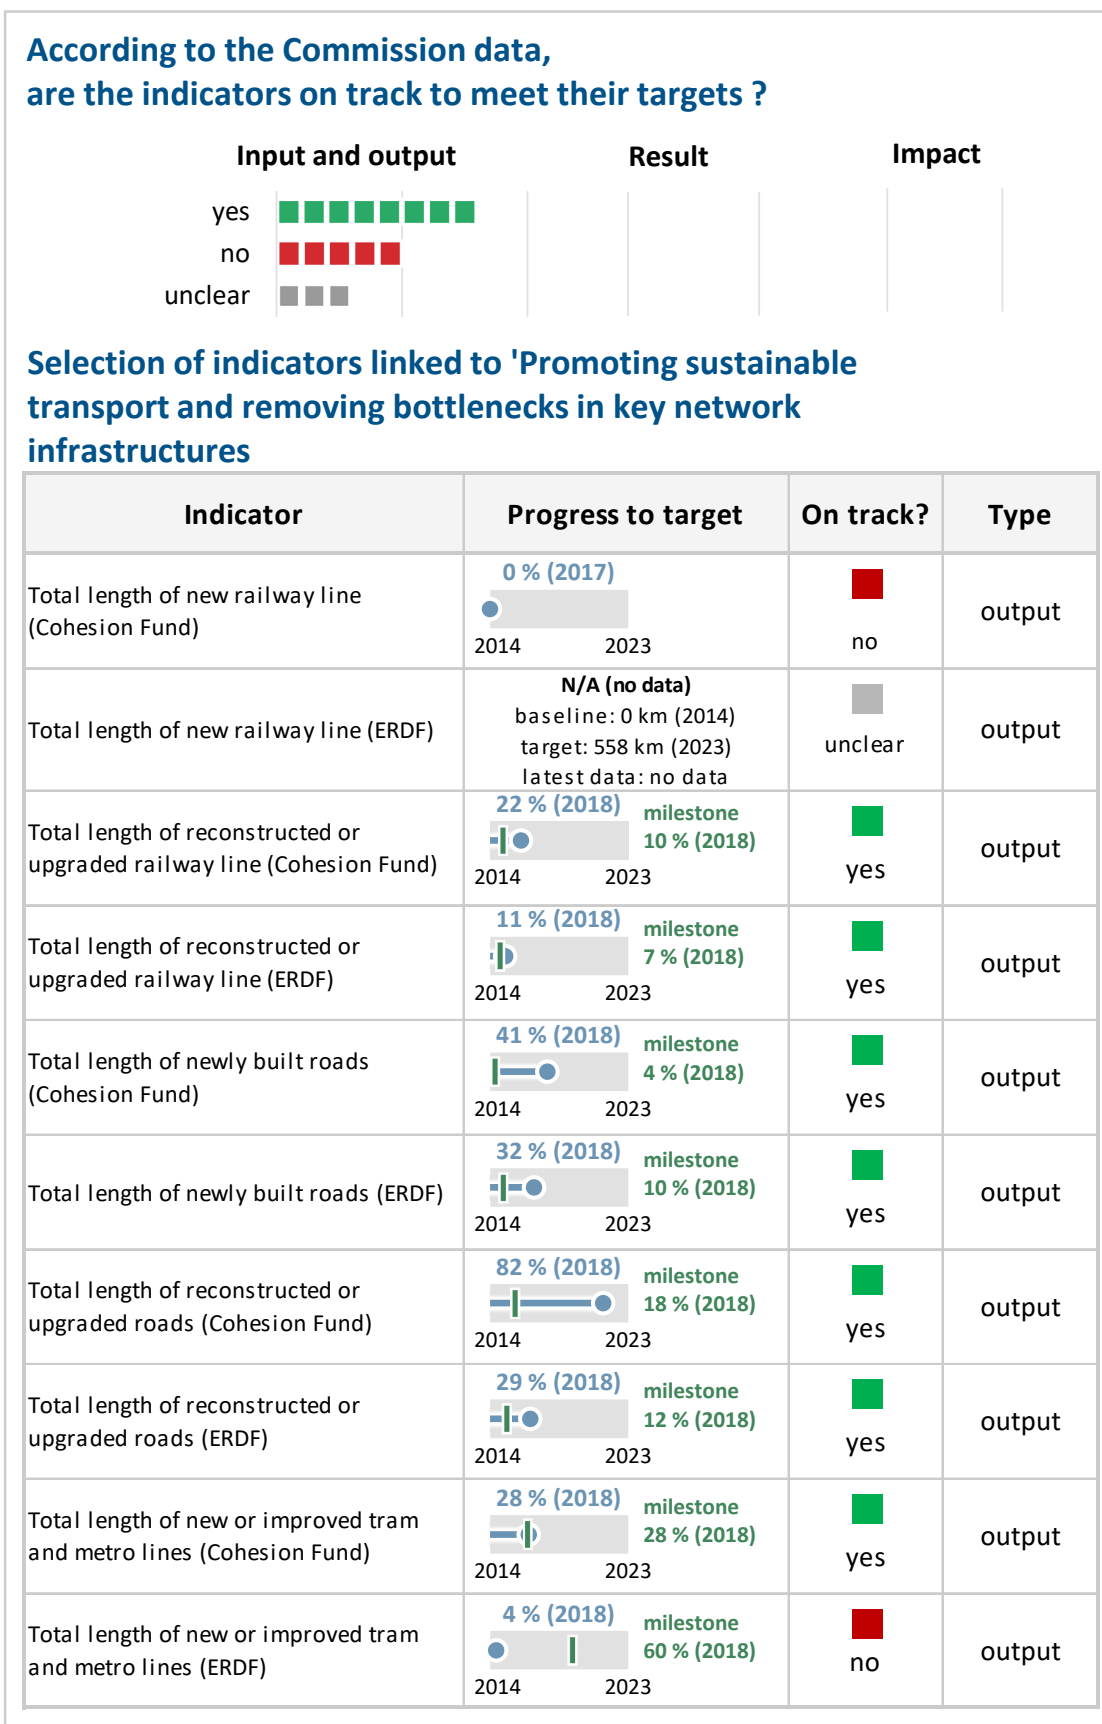 According to the Commission data,
are the indicators on track to meet their targets ?
Input and output
Result
Impact
yes
no
unclear
Selection of indicators linked to 'Promoting sustainable
transport and removing bottlenecks in key network
infrastructures
Indicator
Progress to target
On track?
Type
Total length of new railway line
(Cohesion Fund)
0 % (2017)
2014 2023
no
output
Total length of new railway line (ERDF)
N/A (no data)
baseline: 0 km (2014)
target: 558 km (2023)
latest data: no data
unclear
output
Total length of reconstructed or
upgraded railway line (Cohesion Fund)
22 % (2018)
milestone
10 % (2018)
2014 2023
yes
output
Total length of reconstructed or
upgraded railway line (ERDF)
11 % (2018)
milestone
7 % (2018)
2014 2023
yes
output
Total length of newly built roads
(Cohesion Fund)
41 % (2018)
milestone
4 % (2018)
2014 2023
yes
output
Total length of newly built roads (ERDF)
32 % (2018)
milestone
10 % (2018)
2014 2023
yes
output
Total length of reconstructed or
upgraded roads (Cohesion Fund)
82 % (2018)
milestone
18 % (2018)
2014 2023
yes
output
Total length of reconstructed or
upgraded roads (ERDF)
29 % (2018)
milestone
12 % (2018)
2014 2023
yes
output
Total length of new or improved tram
and metro lines (Cohesion Fund)
28 % (2018)
milestone
28 % (2018)
2014 2023
yes
output
Total length of new or improved tram
and metro lines (ERDF)
4 % (2018)
milestone
60 % (2018)
2014 2023
no
output